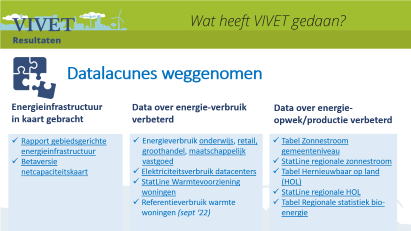 Wat heeft VIVET gedaan?
VIVET
Resultaten
Datalacunes weggenomen
Energieinfrastructuur
in kaart gebracht
✓ Rapport gebiedsgerichte
energieinfrastructuur
✓ Betaversie
netcapaciteitskaart
Data over energie-verbruik
verbeterd
✓ Energieverbruik onderwijs, retail,
groothandel, maatschappelijk
vastgoed
✓ Elektriciteitsverbruik datacenters
✓ StatLine Warmtevoorziening
woningen
✓ Referentieverbruik warmte
woningen (sept '22)
Data over energie-
opwek/productie verbeterd
✓ Tabel Zonnestroom
gemeenteniveau
✓ StatLine regionale zonnestroom
✓ Tabel Hernieuwbaar op land
(HOL)
✓ StatLine regionale HOL
✓ Tabel Regionale statistiek bio-
energie